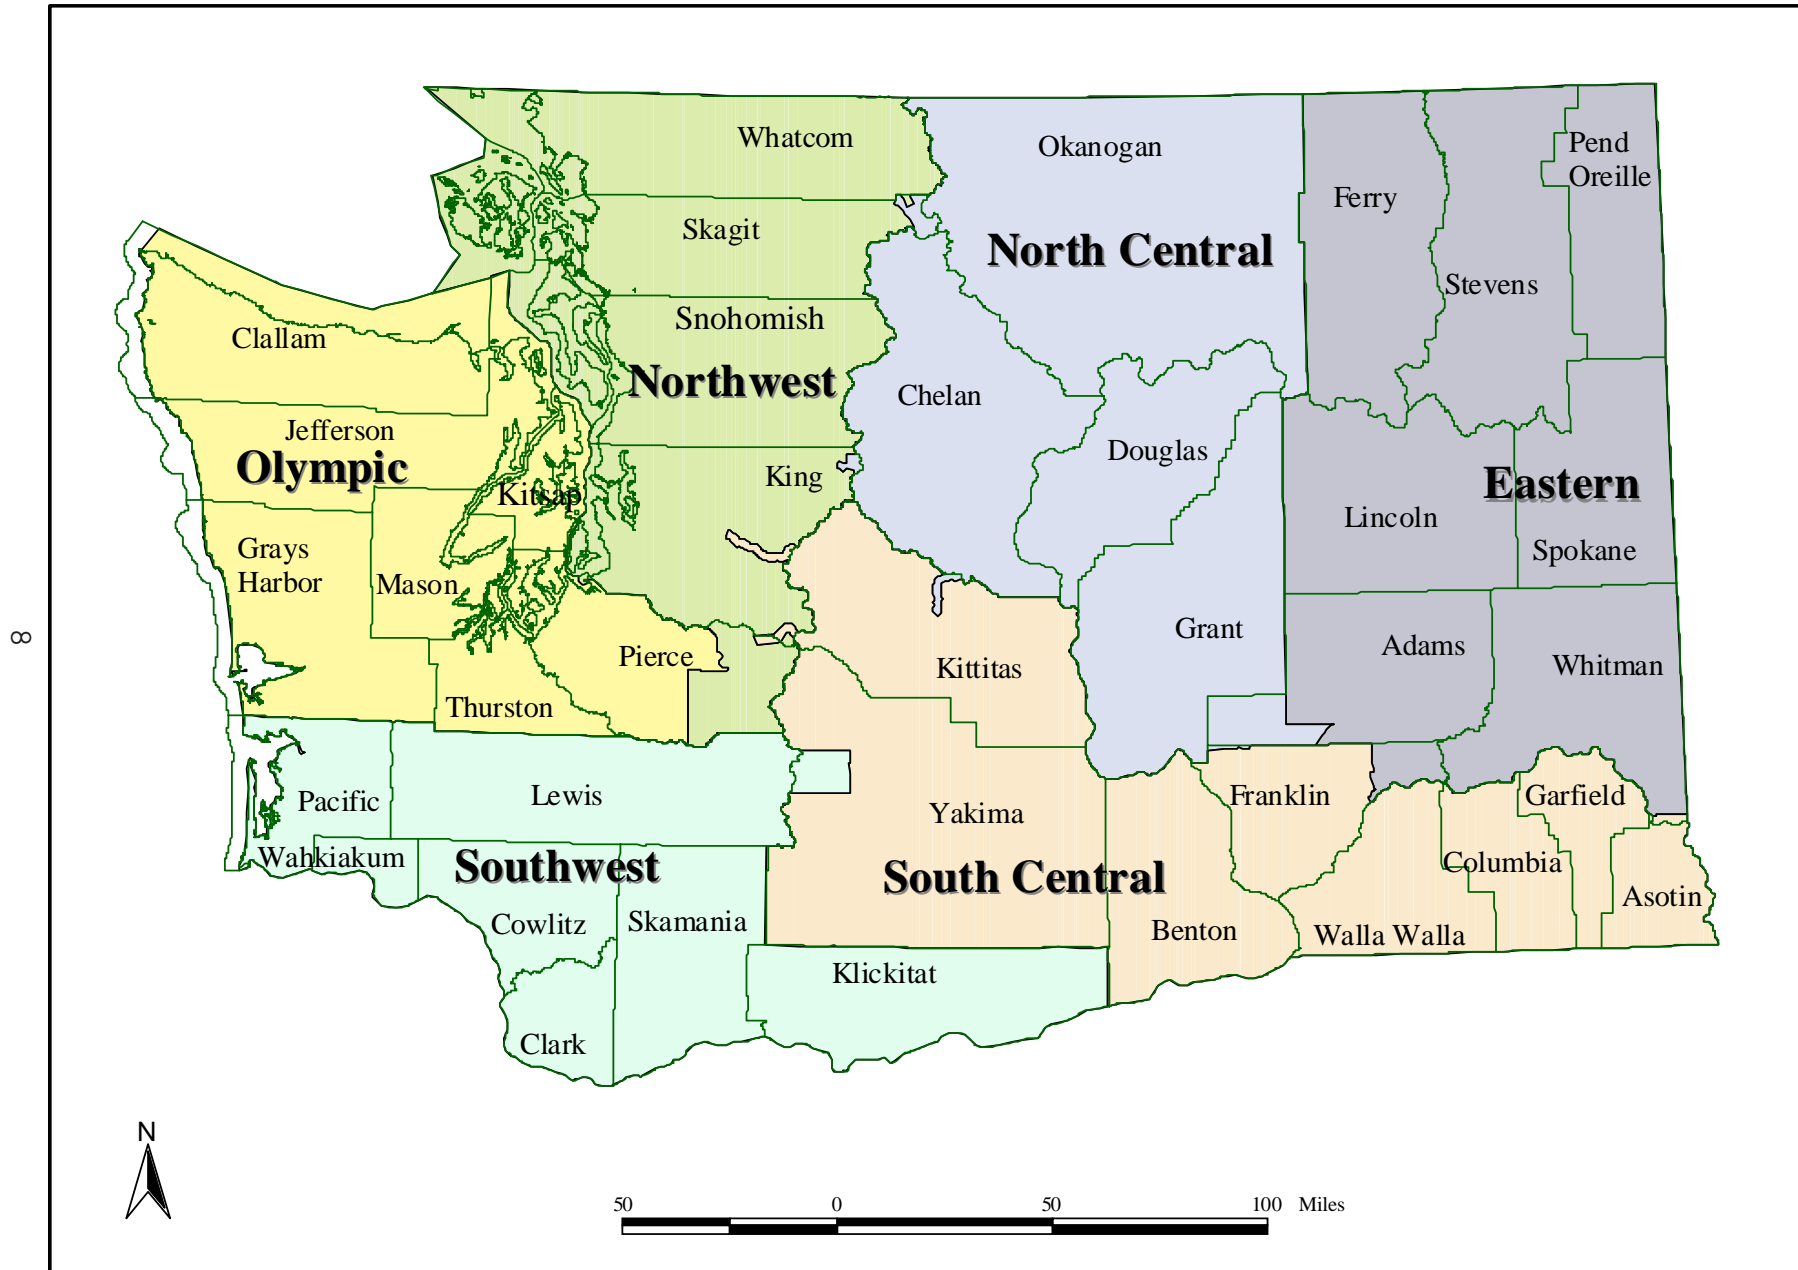 Whatcom
Okanogan
Pend
Oreille
Ferry
Skagit
North Central
Stevens
Snohomish
Clallam
Northwest
Chelan
Jefferson
Douglas
Olympic
King
Eastern
Kitsap
Lincoln
Grays
Harbor
Spokane
Mason
Grant
8
Adams
Pierce
Kittitas
Whitman
Thurston
Pacific
Lewis
Yakima
Franklin
Garfield
Wahkiakum
Southwest
South Central
Columbia
Asotin
Cowlitz
Skamania
Benton
Walla Walla
Klickitat
Clark
N
50 0 50 100 Miles